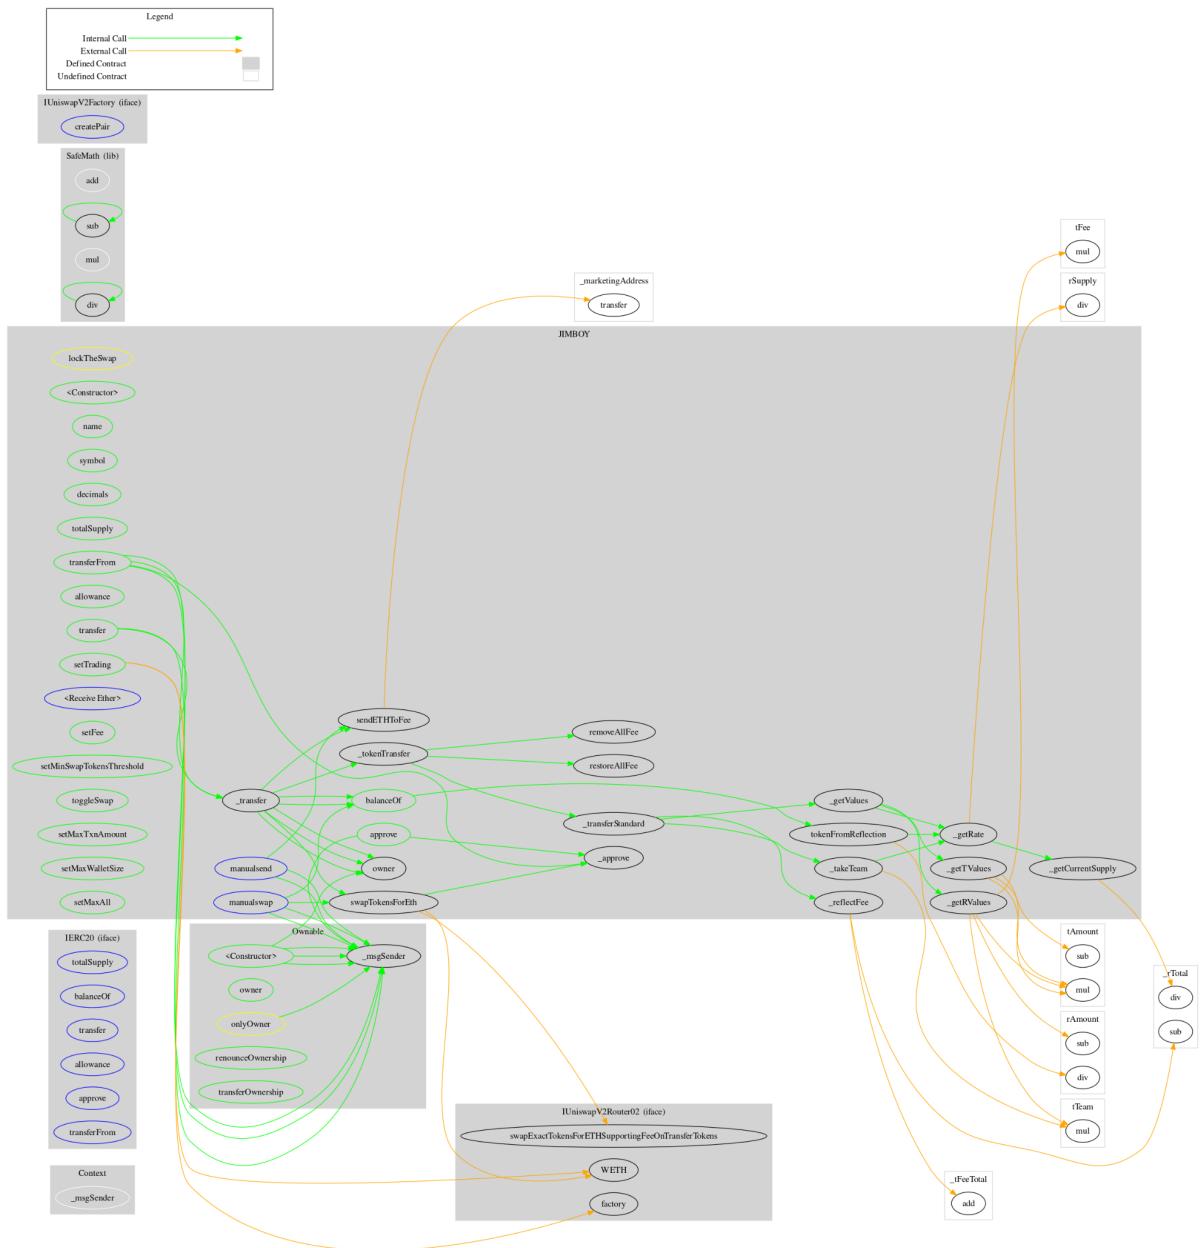 Legend
Internal Call
External Call
Defined Contract
Undefined Contract
IUniswapV2Factory (iface)
createPair
SafeMath (lib)
add
sub
mul
div
_marketingAddress
transfer
tFee
mul
rSupply
div
JIMBOY
lockTheSwap
<Constructor>
name
symbol
decimals
totalSupply
transferFrom
allowance
transfer
setTrading
<Receive Ether>
setFee
setMinSwapTokensThreshold
toggleSwap
setMaxTxnAmount
setMaxWalletSize
setMaxAll
_transfer
manualsend
manualswap
sendETHToFee
_tokenTransfer
balanceOf
approve
owner
swapTokensForEth
removeAllFee
restoreAllFee
_transferStandard
_approve
_getValues
tokenFromReflection
_takeTeam
_reflectFee
_getRate
_getTValues
_getRValues
_getCurrentSupply
Ownable
<Constructor>
owner
onlyOwner
renounceOwnership
transferOwnership
_msgSender
IERC20 (iface)
totalSupply
balanceOf
transfer
allowance
approve
transferFrom
Context
_msgSender
IUniswapV2Router02 (iface)
swapExactTokensForETHSupportingFeeOnTransferTokens
WETH
factory
tAmount
sub
mul
rAmount
sub
div
tTeam
mul
_rTotal
div
sub
_tFeeTotal
add